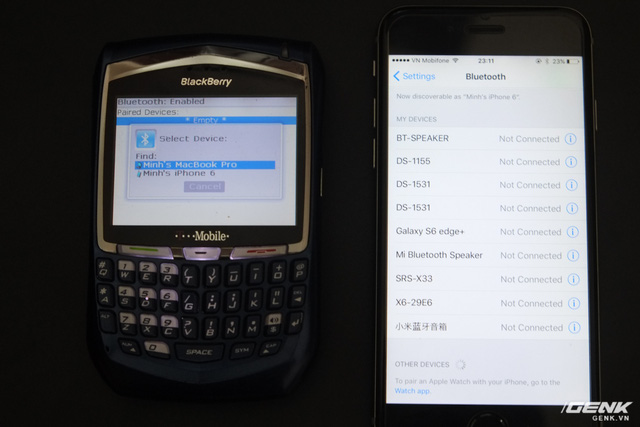 BlackBerry
Bluetooth: Enabled
Paired Devices:
* Empty *
Select Device:
Find:
Minh's MacBook Pro
Minh's iPhone 6
Cancel
T··Mobile·
SPACE
SYM
VN Mobifone 23:11 23%
Settings Bluetooth
Now discoverable as "Minh's iPhone 6".
MY DEVICES
BT-SPEAKER Not Connected
DS-1155 Not Connected
DS-1531 Not Connected
DS-1531 Not Connected
Galaxy S6 edge+ Not Connected
Mi Bluetooth Speaker Not Connected
SRS-X33 Not Connected
X6-29E6 Not Connected
小米蓝牙音箱 Not Connected
OTHER DEVICES
To pair an Apple Watch with your iPhone, go to the
Watch app.
GENK
GENK.VN